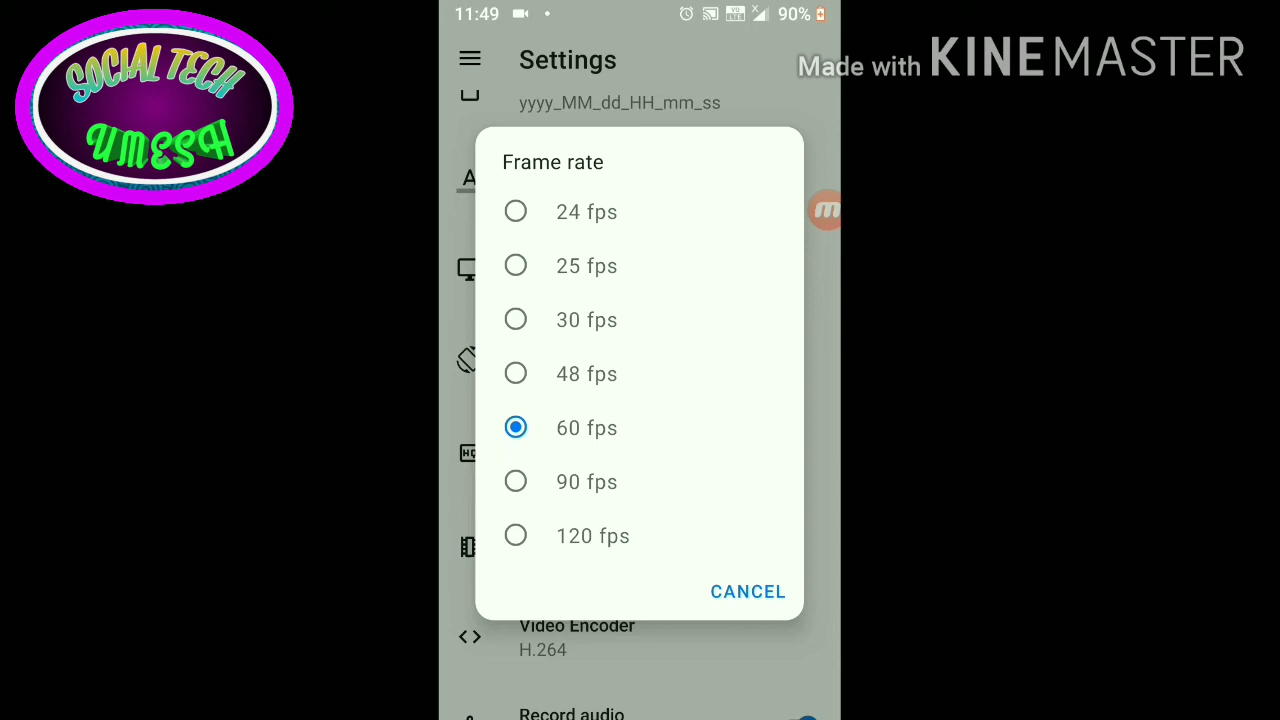 SOCIAL TECH
UMESH
11:49
90%
Made with KINEMASTER
Settings
yyyy_MM_dd_HH_mm_ss
Frame rate
24 fps
25 fps
30 fps
48 fps
60 fps
90 fps
120 fps
CANCEL
Video Encoder
H.264
Record audio